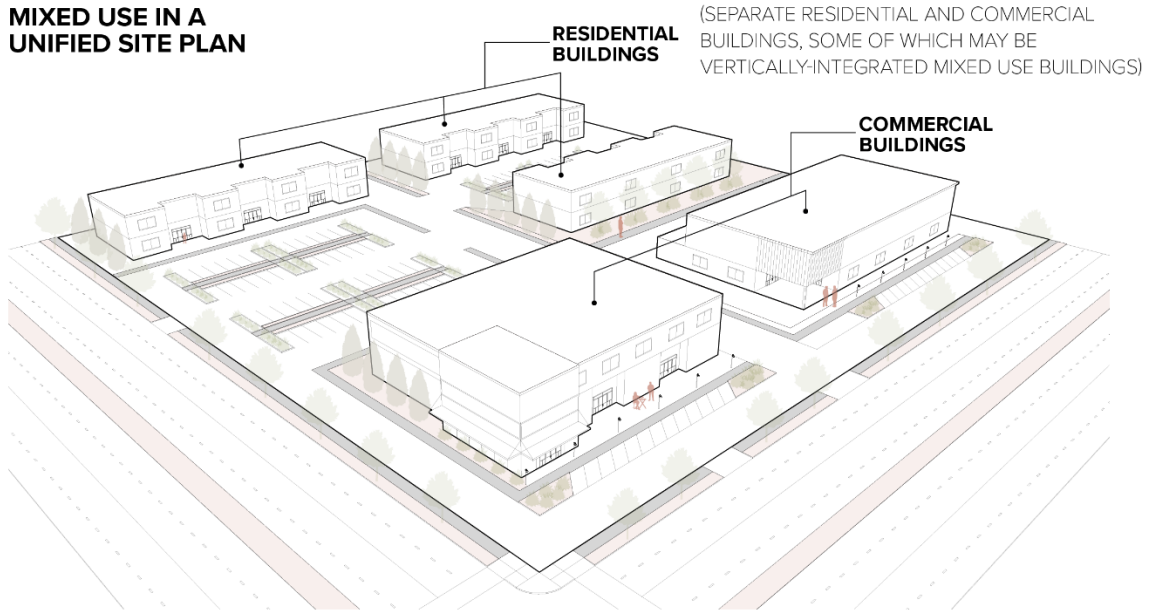 MIXED USE IN A
UNIFIED SITE PLAN
RESIDENTIAL
BUILDINGS
(SEPARATE RESIDENTIAL AND COMMERCIAL
BUILDINGS, SOME OF WHICH MAY BE
VERTICALLY-INTEGRATED MIXED USE BUILDINGS)
COMMERCIAL
BUILDINGS